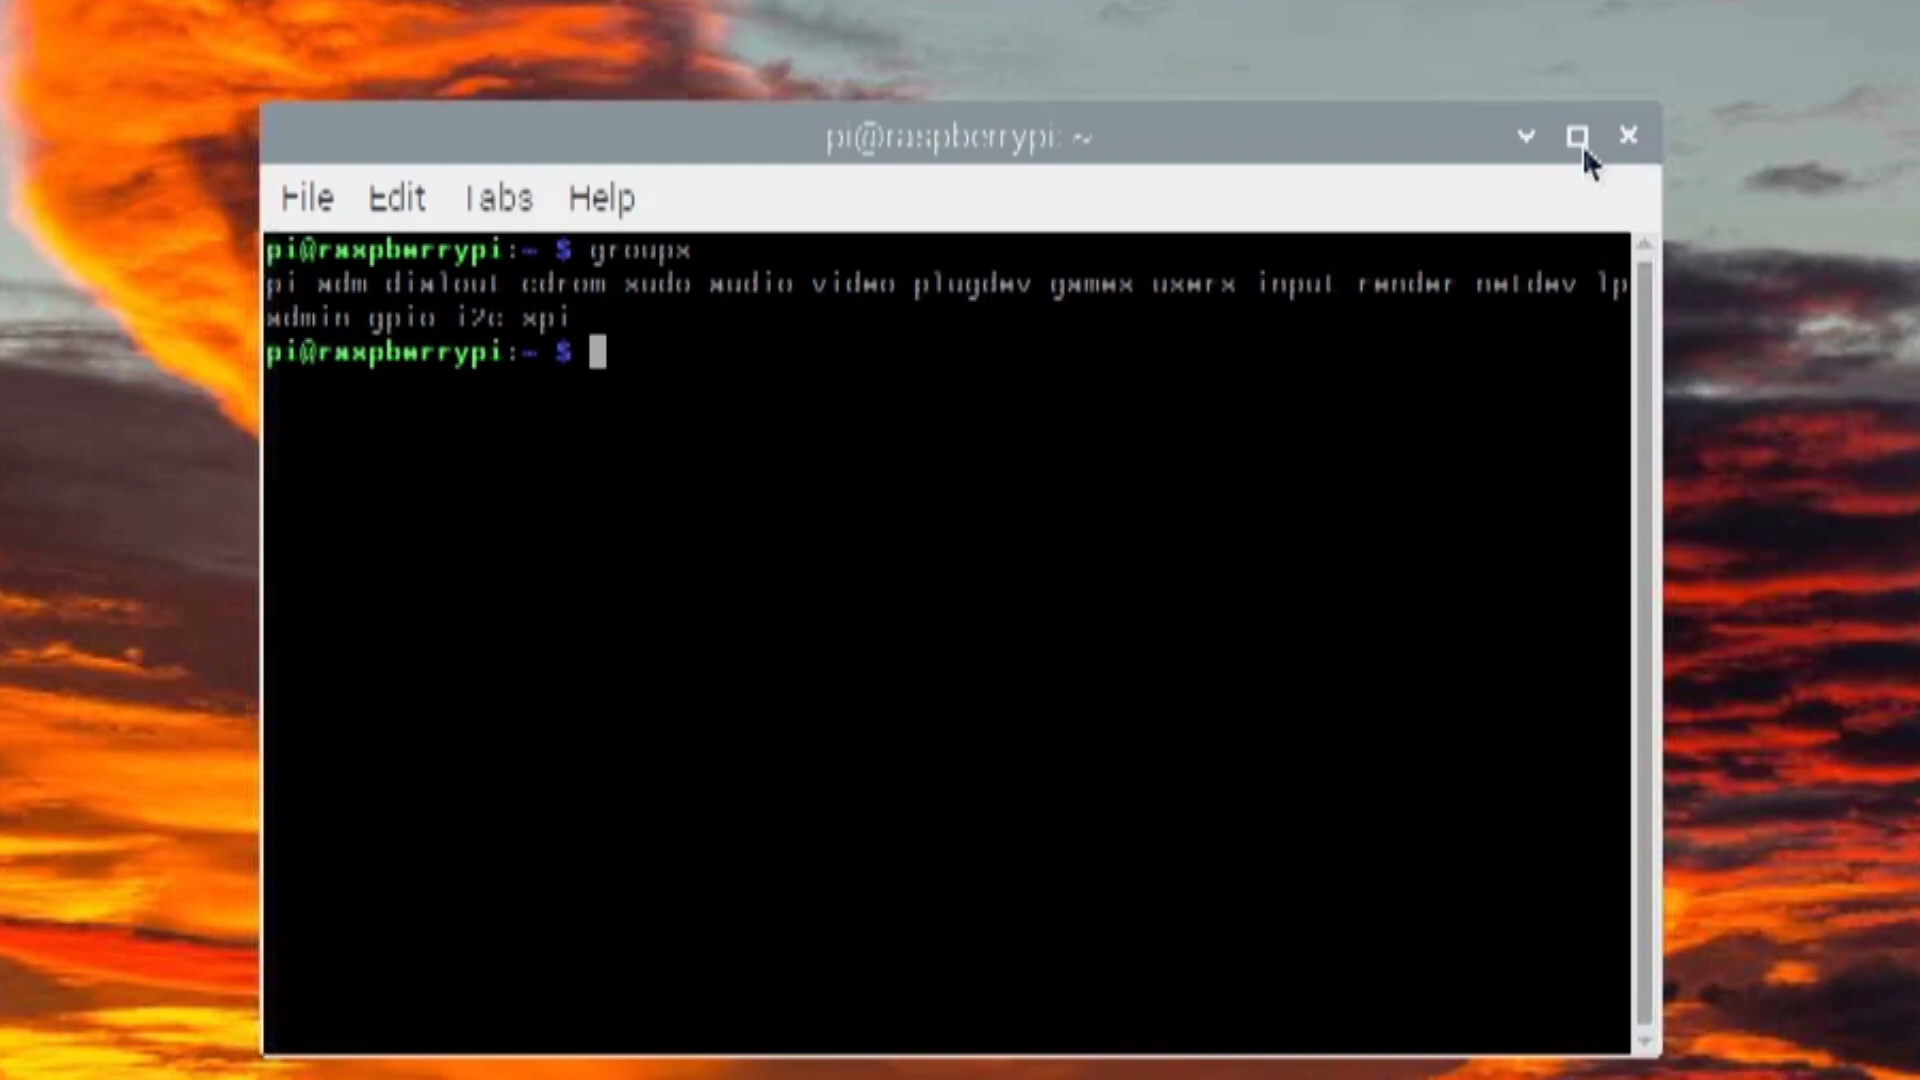 pi@raspberrypi: ~
File Edit Tabs Help
pi@raspberrypi:~ $ groups
pi adm dialout cdrom sudo audio video plugdev games users input render netdev lp
admin gpio i2c spi
pi@raspberrypi:~ $